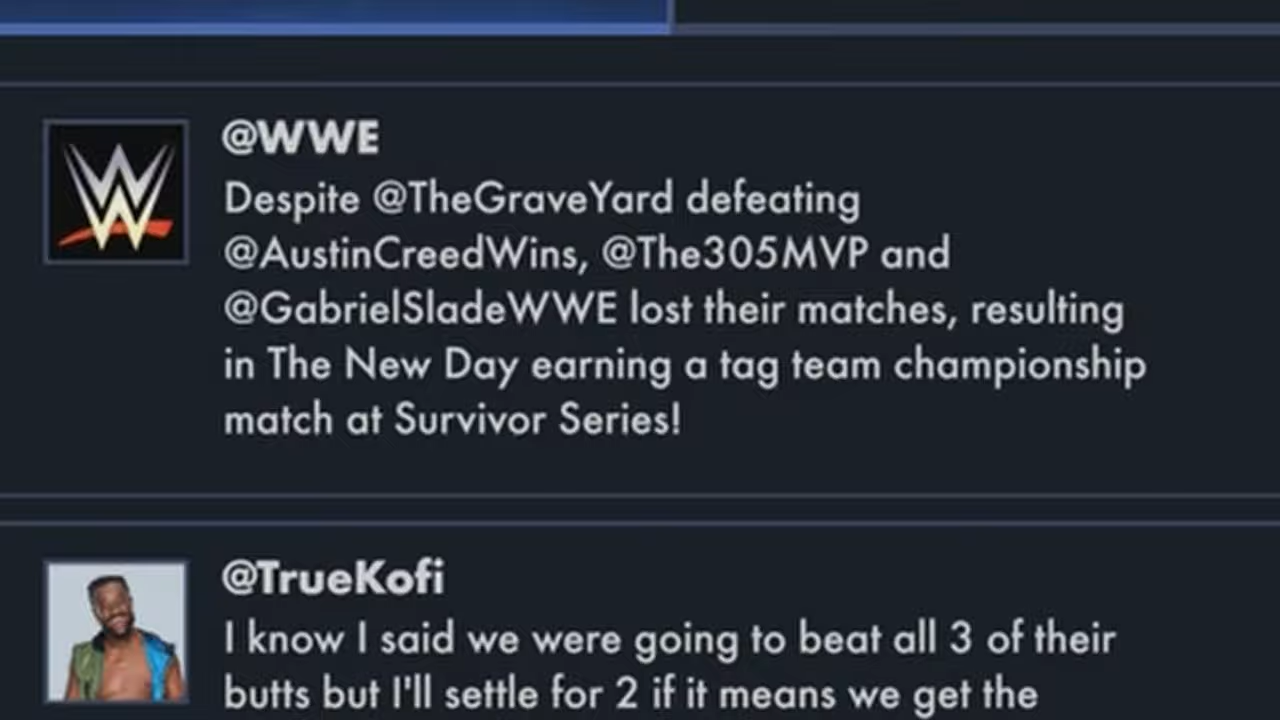 @WWE
Despite @TheGraveYard defeating
@AustinCreedWins, @The305MVP and
@GabrielSladeWWE lost their matches, resulting
in The New Day earning a tag team championship
match at Survivor Series!
@TrueKofi
I know I said we were going to beat all 3 of their
butts but I'll settle for 2 if it means we get the